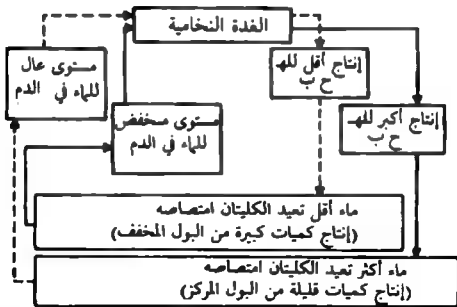 الغدة النخامية
مستوى عال
للماء في الدم
إنتاج أقل للهـ
ح ب
مستوى منخفض
للماء في الدم
إنتاج أكبر للهـ
ح ب
ماء أقل تعيد الكليتان امتصاصه
(إنتاج كميات كبيرة من البول المخفف)
ماء أكثر تعيد الكليتان امتصاصه
(إنتاج كميات قليلة من البول المركز)